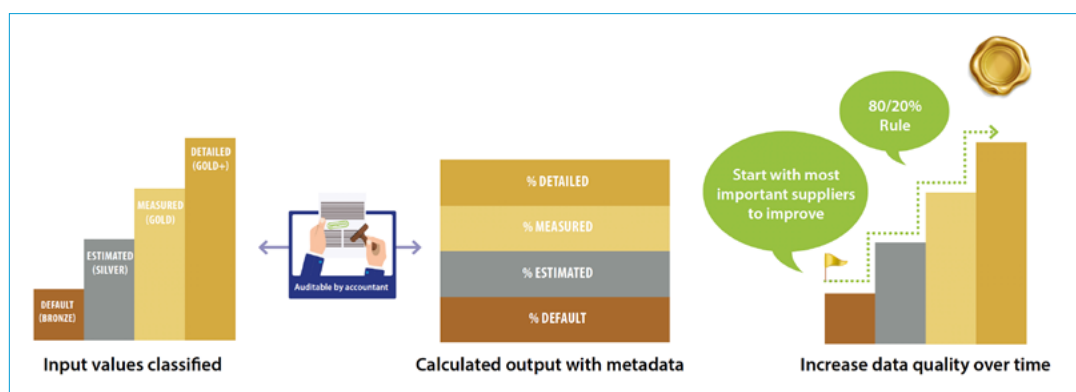 DEFAULT
(BRONZE)
ESTIMATED
(SILVER)
MEASURED
(GOLD)
DETAILED
(GOLD+)
Input values classified
Auditable by accountant
% DETAILED
% MEASURED
% ESTIMATED
% DEFAULT
Calculated output with metadata
Start with most
important suppliers
to improve
80/20%
Rule
Increase data quality over time